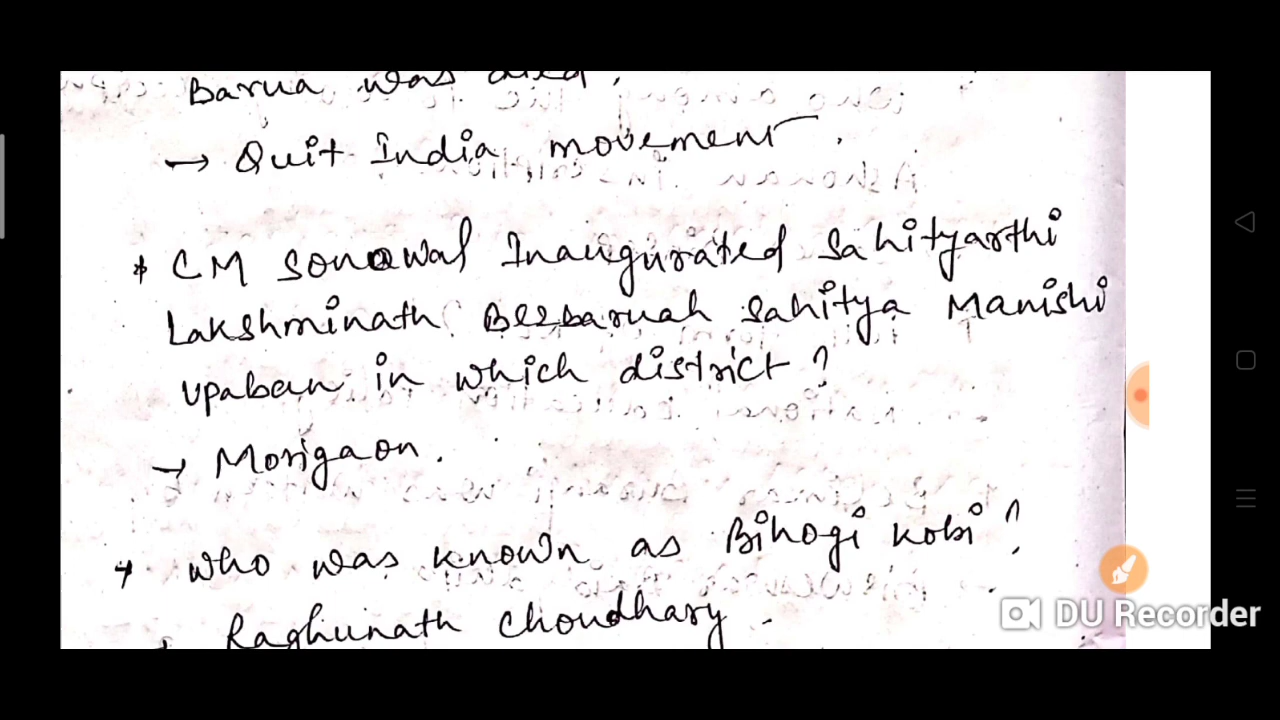 Barua was died.
→ Quit India movement.
* CM Sonowal Inaugurated Sahityarthi
Lakshminath Bezbaruah Sahitya Manishi
Upaban in which district?
→ Morigaon.
* Who was known as Bihogi kobi?
→ Raghunath Choudhary.
DU Recorder